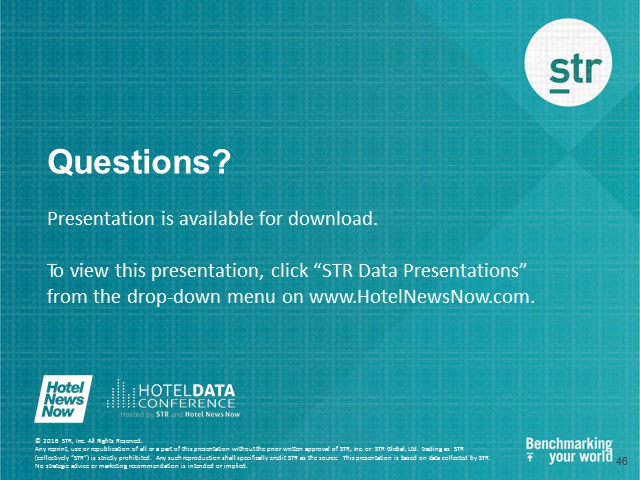 str
Questions?
Presentation is available for download.
To view this presentation, click “STR Data Presentations”
from the drop-down menu on www.HotelNewsNow.com.
Hotel
News
Now
HOTELDATA
CONFERENCE
Hosted by STR and Hotel News Now
© 2016 STR, Inc. All Rights Reserved.
Any reprint, use or republication of all or a part of this presentation without the prior written approval of STR, Inc. or STR Global, Ltd. trading as STR
(collectively “STR”) is strictly prohibited. Any such reproduction shall specifically credit STR as the source. This presentation is based on data collected by STR.
No strategic advice or marketing recommendation is intended or implied.
Benchmarking
your world
46